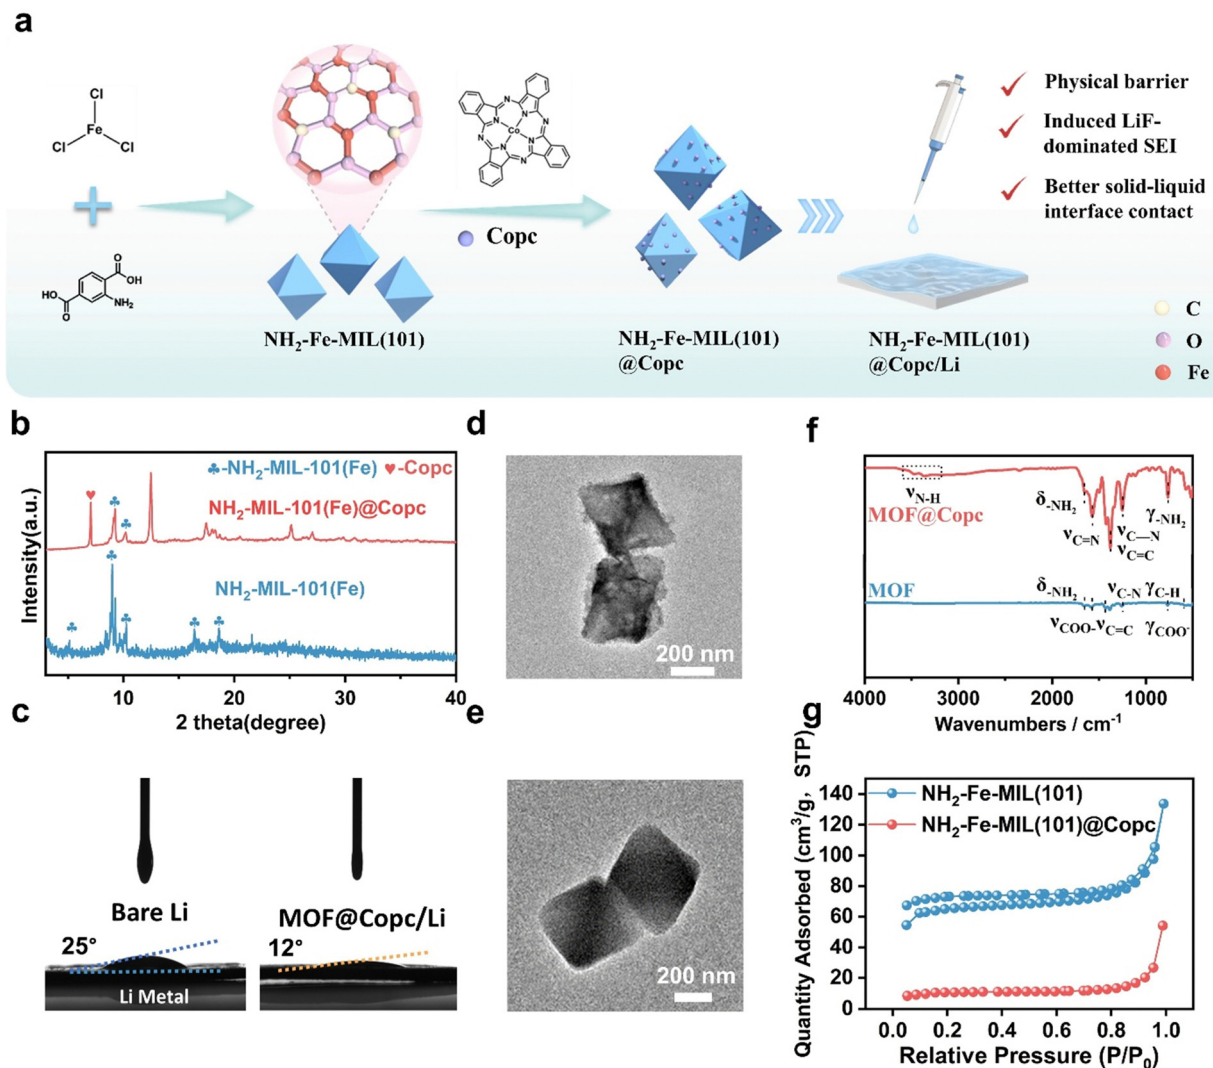 a
Cl
Fe
Cl
Cl
O
OH
HO
O
NH2
NH2-Fe-MIL(101)
N
N
N
N
Co
N
N
N
N
Copc
NH2-Fe-MIL(101)
@Copc
NH2-Fe-MIL(101)
@Copc/Li
Physical barrier
Induced LiF-
dominated SEI
Better solid-liquid
interface contact
C
O
Fe
b
♣-NH2-MIL-101(Fe) ♥-Copc
NH2-MIL-101(Fe)@Copc
NH2-MIL-101(Fe)
Intensity(a.u.)
10 20 30 40
2 theta(degree)
c
Bare Li
25°
Li Metal
MOF@Copc/Li
12°
d
200 nm
e
200 nm
f
νN-H
MOF@Copc
δ-NH2
νC=N
νC—N
νC=C
γ-NH2
MOF
δ-NH2
νC-N
γC-H
νCOO-
νC=C
γCOO-
4000 3000 2000 1000
Wavenumbers / cm-1
g
NH2-Fe-MIL(101)
NH2-Fe-MIL(101)@Copc
Quantity Adsorbed (cm3/g, STP)
140
120
100
80
60
40
20
0
0.0 0.2 0.4 0.6 0.8 1.0
Relative Pressure (P/P0)